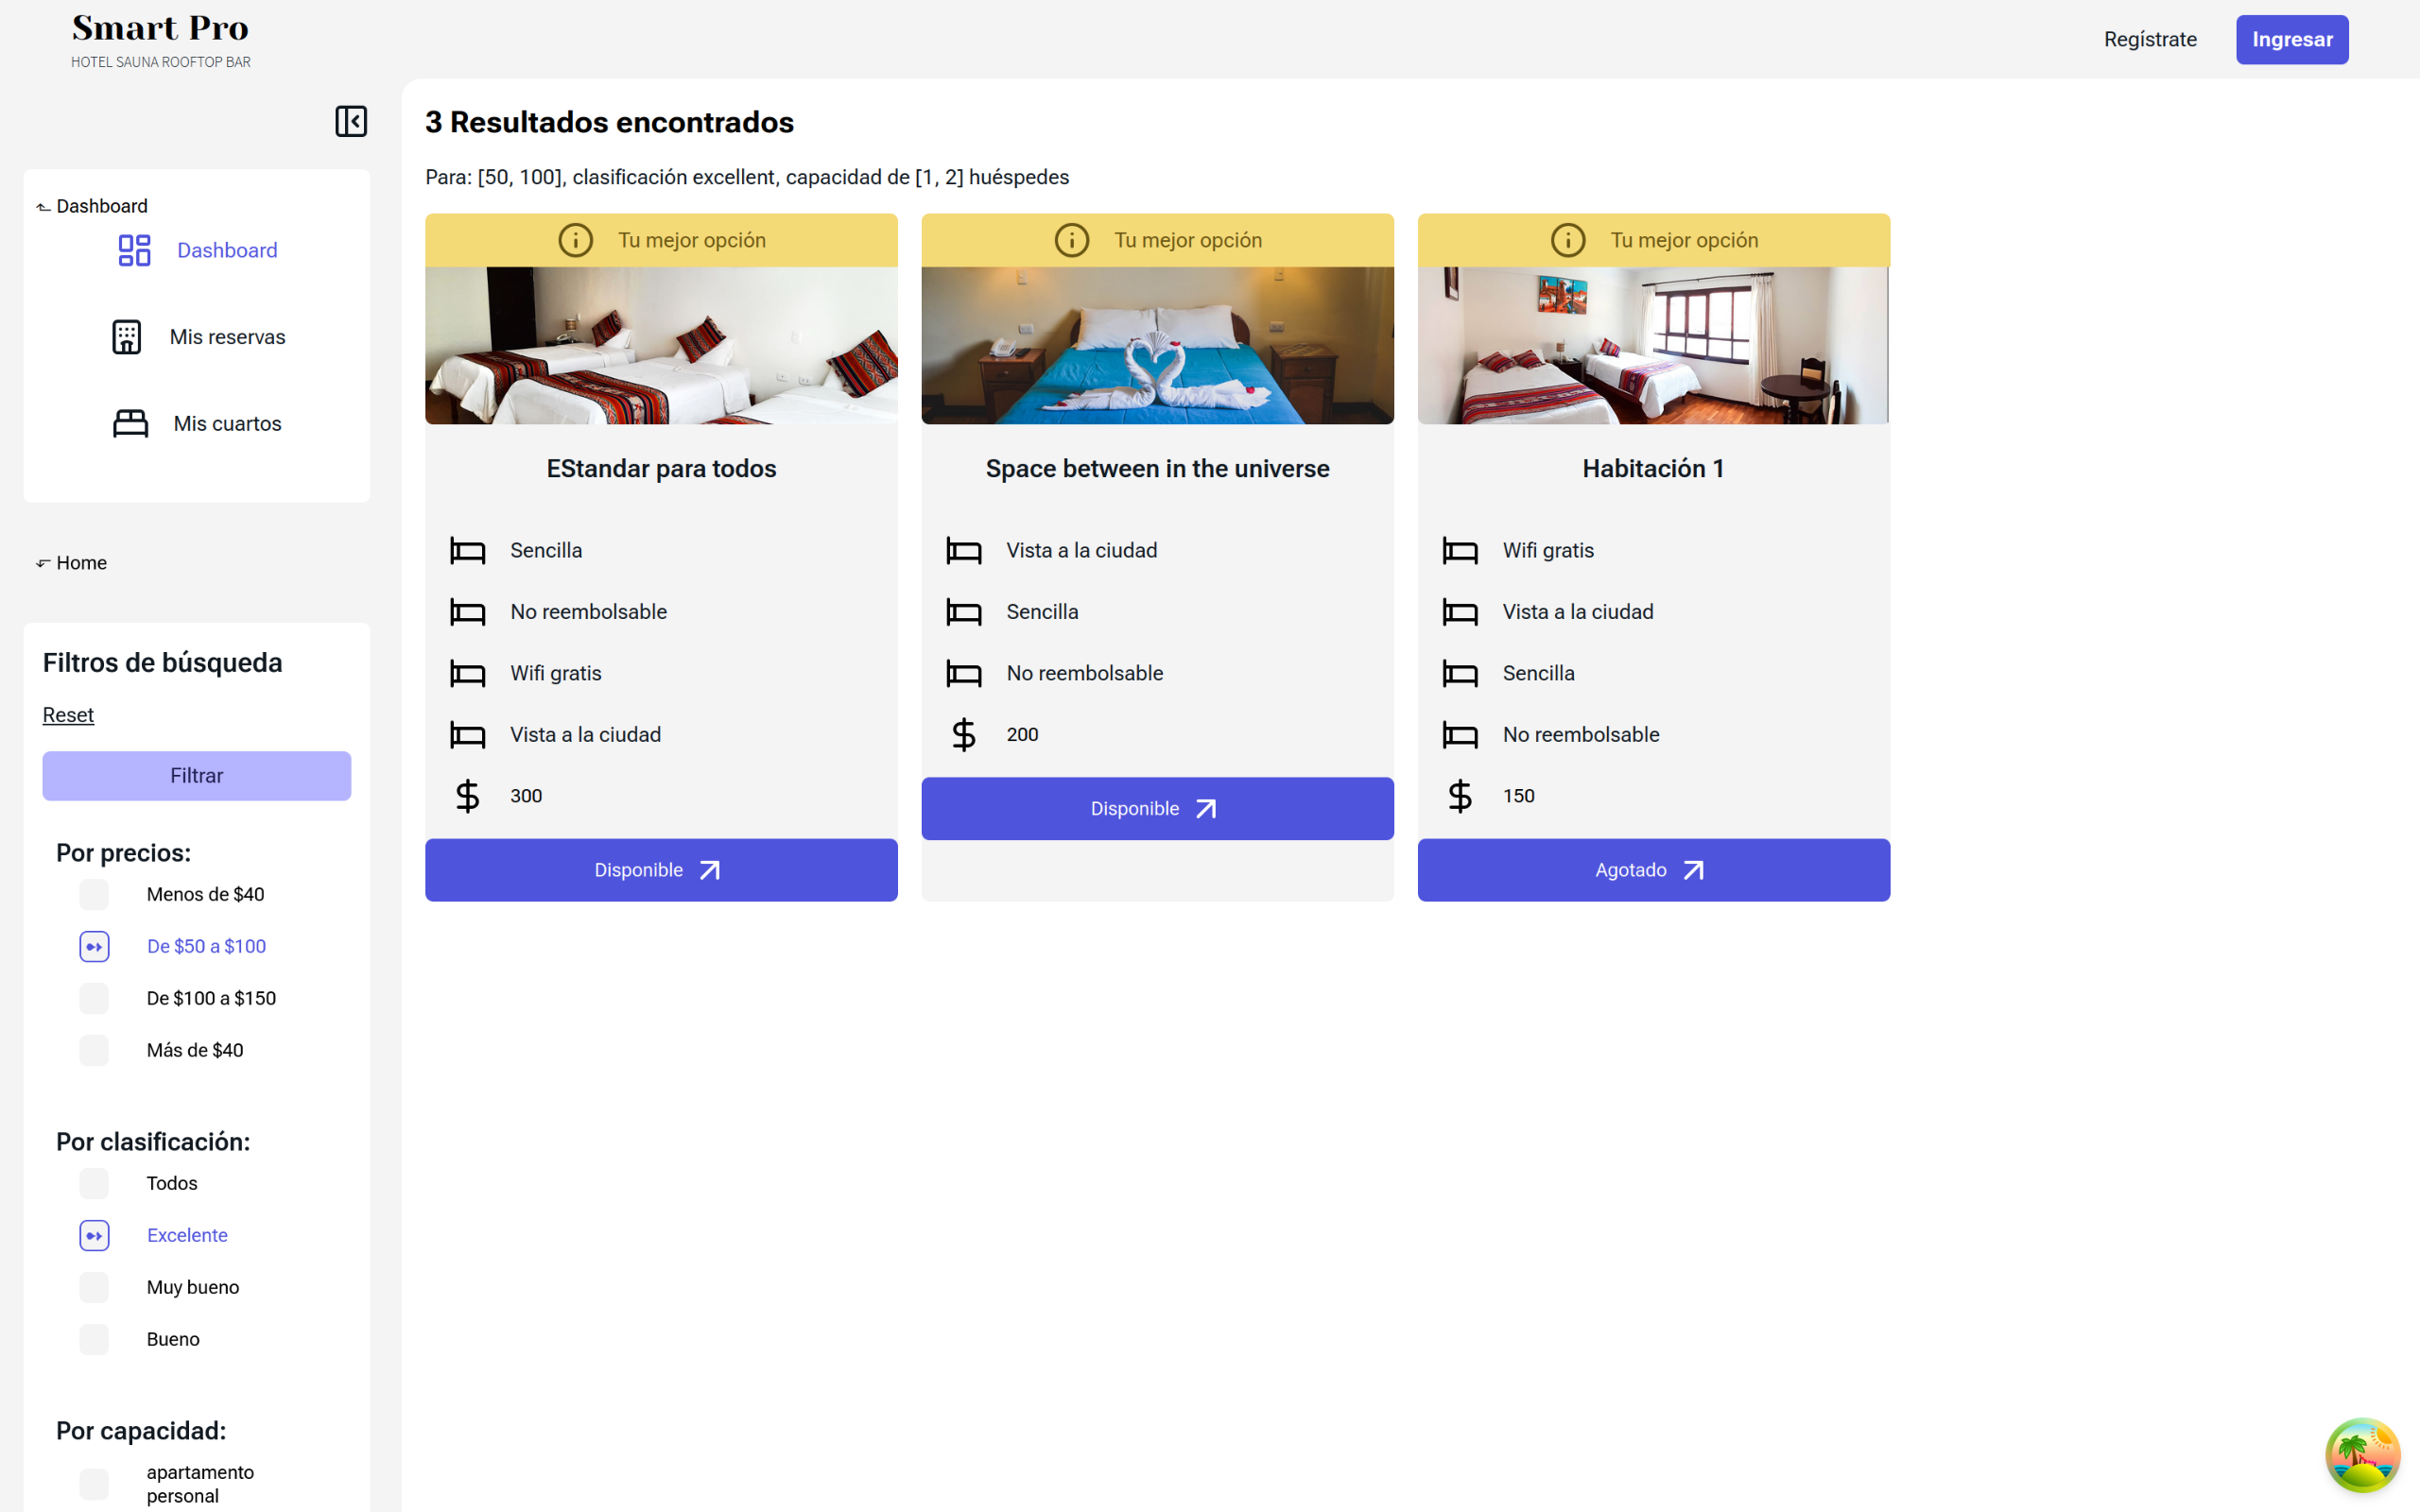 Smart Pro
HOTEL SAUNA ROOFTOP BAR
Regístrate
Ingresar
Dashboard
Dashboard
Mis reservas
Mis cuartos
Home
Filtros de búsqueda
Reset
Filtrar
Por precios:
Menos de $40
De $50 a $100
De $100 a $150
Más de $40
Por clasificación:
Todos
Excelente
Muy bueno
Bueno
Por capacidad:
apartamento
personal
3 Resultados encontrados
Para: [50, 100], clasificación excellent, capacidad de [1, 2] huéspedes
Tu mejor opción
EStandar para todos
Sencilla
No reembolsable
Wifi gratis
Vista a la ciudad
300
Disponible
Tu mejor opción
Space between in the universe
Vista a la ciudad
Sencilla
No reembolsable
200
Disponible
Tu mejor opción
Habitación 1
Wifi gratis
Vista a la ciudad
Sencilla
No reembolsable
150
Agotado